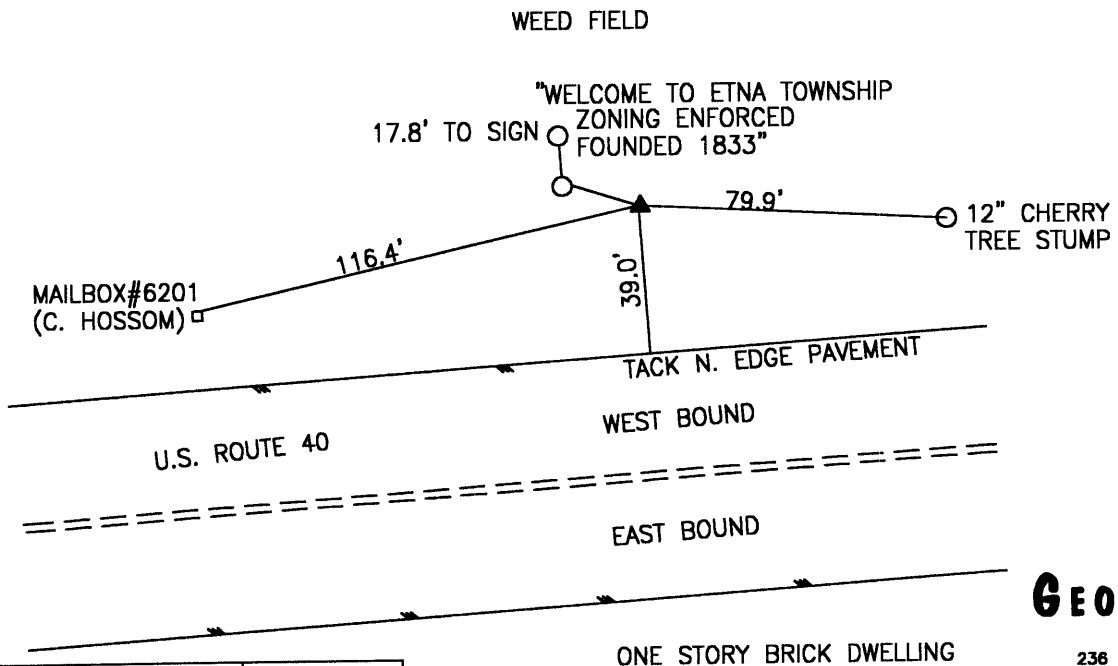 WEED FIELD
"WELCOME TO ETNA TOWNSHIP
ZONING ENFORCED
FOUNDED 1833"
17.8' TO SIGN
79.9'
12" CHERRY
TREE STUMP
116.4'
39.0'
MAILBOX#6201
(C. HOSSOM)
TACK N. EDGE PAVEMENT
WEST BOUND
U.S. ROUTE 40
EAST BOUND
GEO
ONE STORY BRICK DWELLING
236